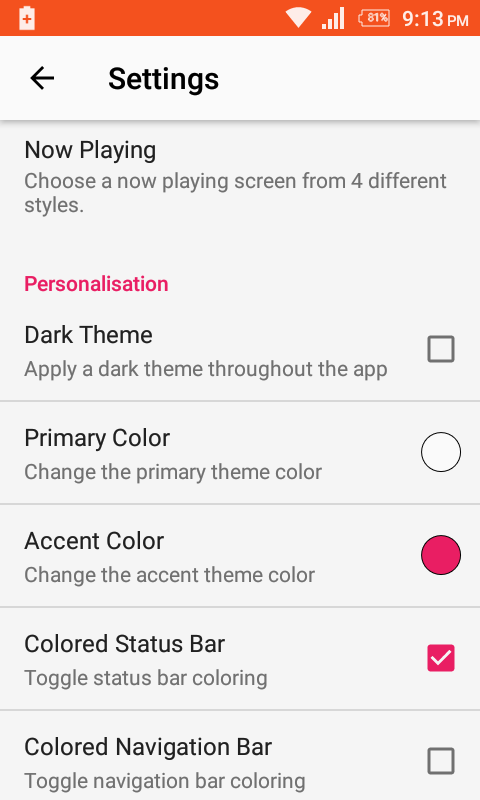 81% 9:13 PM
Settings
Now Playing
Choose a now playing screen from 4 different
styles.
Personalisation
Dark Theme
Apply a dark theme throughout the app
Primary Color
Change the primary theme color
Accent Color
Change the accent theme color
Colored Status Bar
Toggle status bar coloring
Colored Navigation Bar
Toggle navigation bar coloring